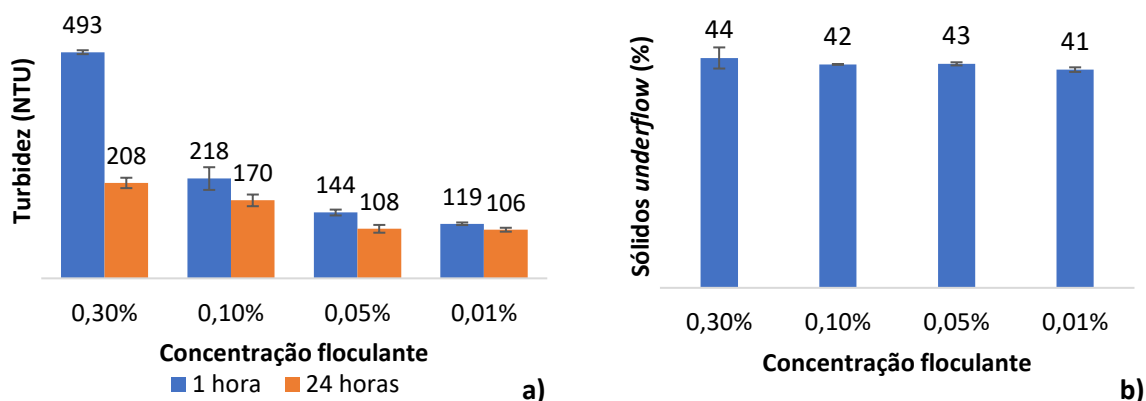 Turbidez (NTU)
493
208
218
170
144
108
119
106
0,30%
0,10%
0,05%
0,01%
Concentração floculante
1 hora
24 horas
a)
Sólidos underflow (%)
44
42
43
41
0,30%
0,10%
0,05%
0,01%
Concentração floculante
b)